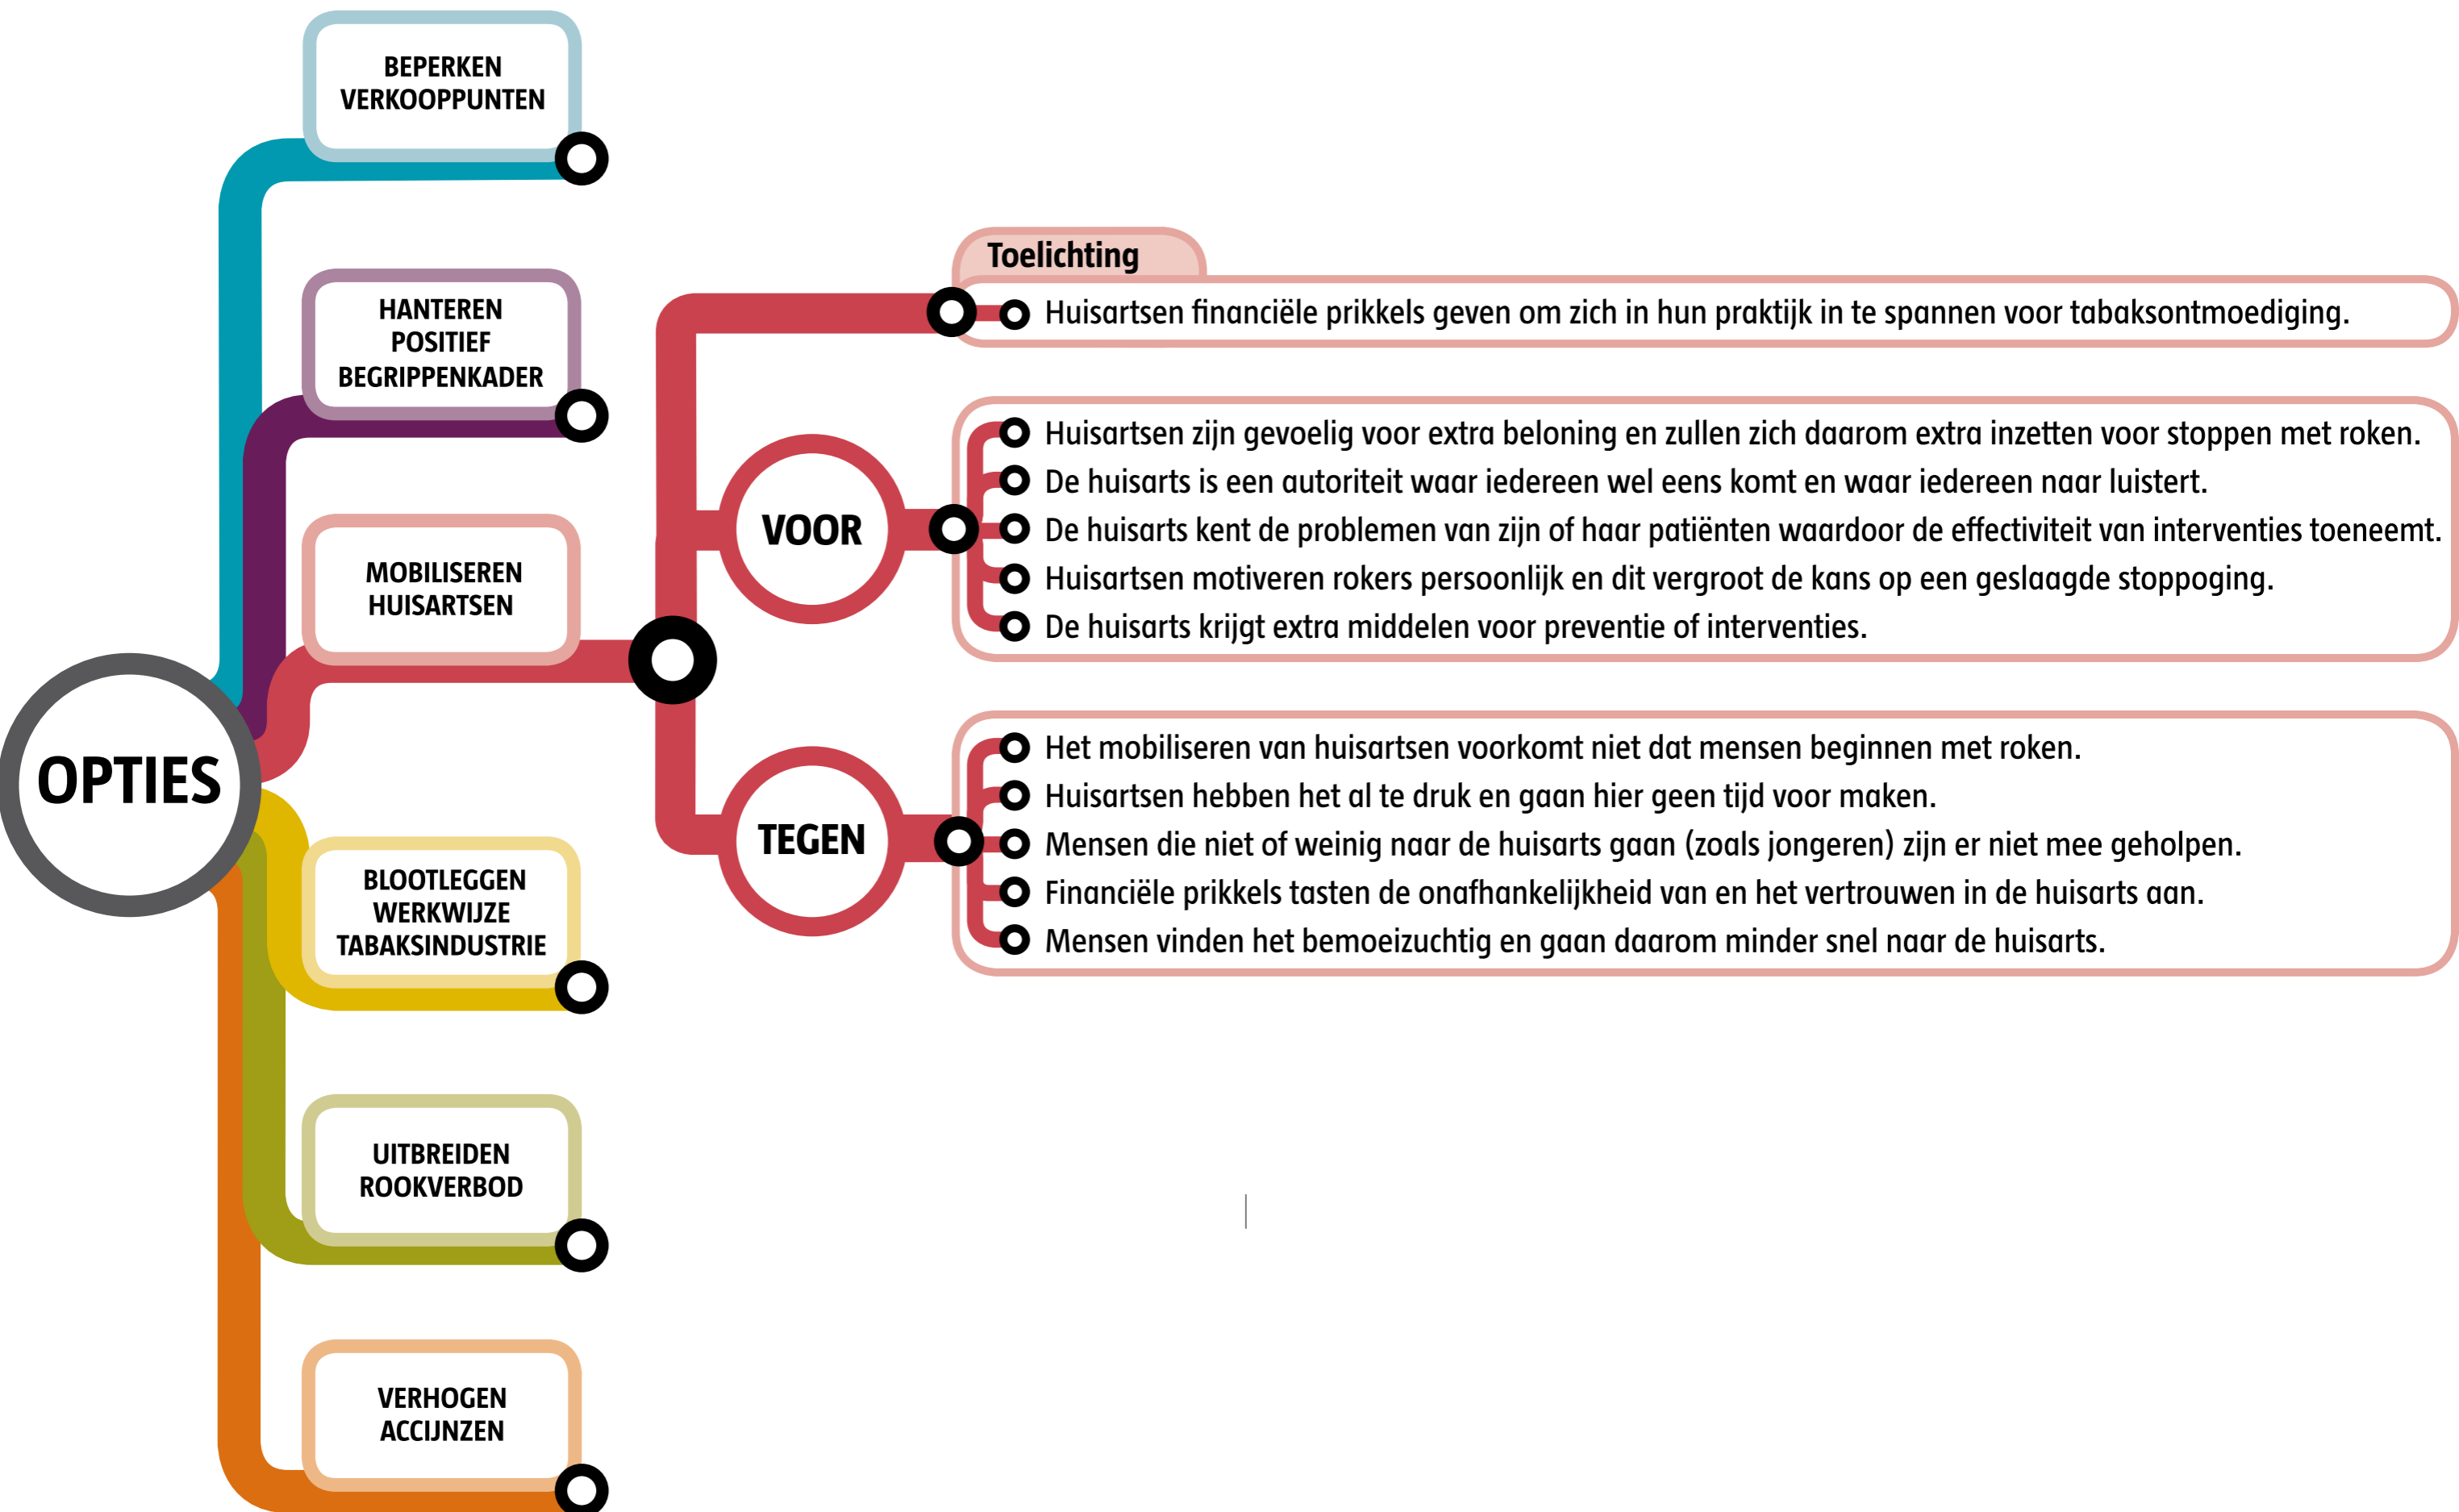 OPTIES
BEPERKEN
VERKOOPPUNTEN
HANTEREN
POSITIEF
BEGRIPPENKADER
MOBILISEREN
HUISARTSEN
Toelichting
Huisartsen financiële prikkels geven om zich in hun praktijk in te spannen voor tabaksontmoediging.
VOOR
Huisartsen zijn gevoelig voor extra beloning en zullen zich daarom extra inzetten voor stoppen met roken.
De huisarts is een autoriteit waar iedereen wel eens komt en waar iedereen naar luistert.
De huisarts kent de problemen van zijn of haar patiënten waardoor de effectiviteit van interventies toeneemt.
Huisartsen motiveren rokers persoonlijk en dit vergroot de kans op een geslaagde stoppoging.
De huisarts krijgt extra middelen voor preventie of interventies.
TEGEN
Het mobiliseren van huisartsen voorkomt niet dat mensen beginnen met roken.
Huisartsen hebben het al te druk en gaan hier geen tijd voor maken.
Mensen die niet of weinig naar de huisarts gaan (zoals jongeren) zijn er niet mee geholpen.
Financiële prikkels tasten de onafhankelijkheid van en het vertrouwen in de huisarts aan.
Mensen vinden het bemoeizuchtig en gaan daarom minder snel naar de huisarts.
BLOOTLEGGEN
WERKWIJZE
TABAKSINDUSTRIE
UITBREIDEN
ROOKVERBOD
VERHOGEN
ACCIJNZEN